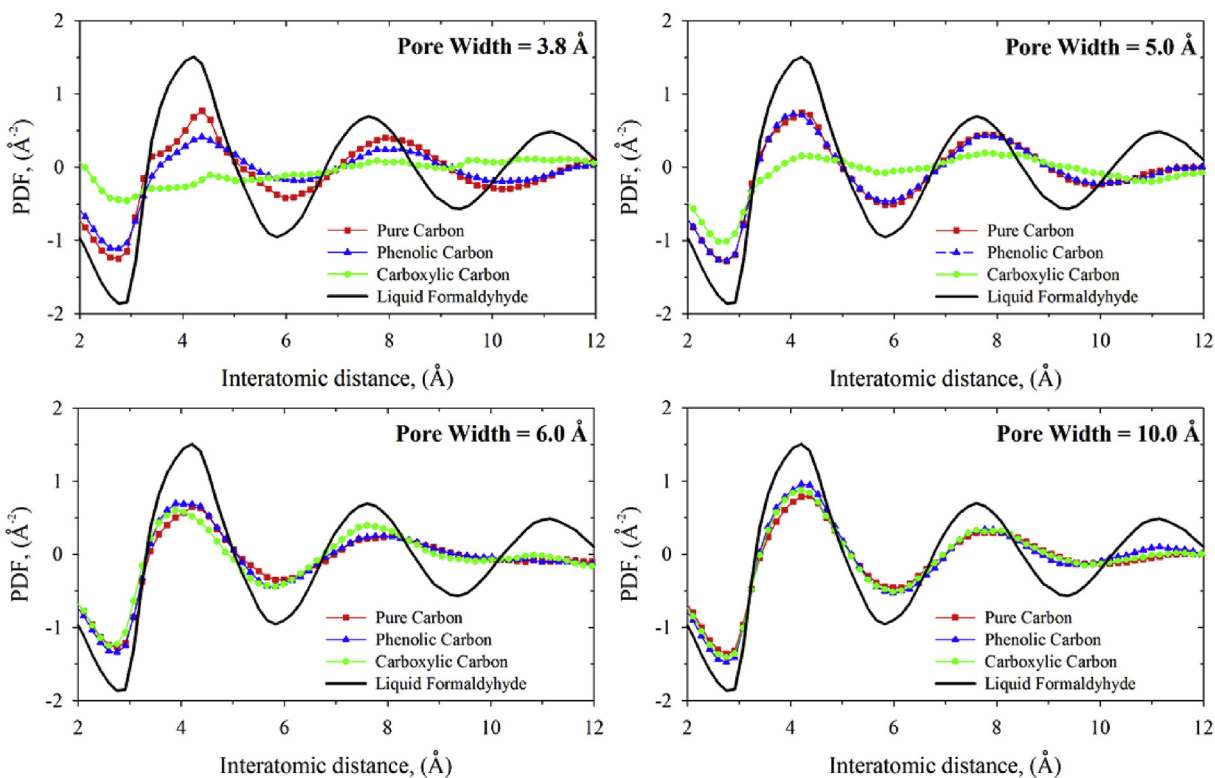 Pore Width = 3.8 Å
PDF, (Å⁻²)
2
1
0
-1
-2
Pure Carbon
Phenolic Carbon
Carboxylic Carbon
Liquid Formaldyhyde
2 4 6 8 10 12
Interatomic distance, (Å)
Pore Width = 5.0 Å
PDF, (Å⁻²)
2
1
0
-1
-2
Pure Carbon
Phenolic Carbon
Carboxylic Carbon
Liquid Formaldyhyde
2 4 6 8 10 12
Interatomic distance, (Å)
Pore Width = 6.0 Å
PDF, (Å⁻²)
2
1
0
-1
-2
Pure Carbon
Phenolic Carbon
Carboxylic Carbon
Liquid Formaldyhyde
2 4 6 8 10 12
Interatomic distance, (Å)
Pore Width = 10.0 Å
PDF, (Å⁻²)
2
1
0
-1
-2
Pure Carbon
Phenolic Carbon
Carboxylic Carbon
Liquid Formaldyhyde
2 4 6 8 10 12
Interatomic distance, (Å)